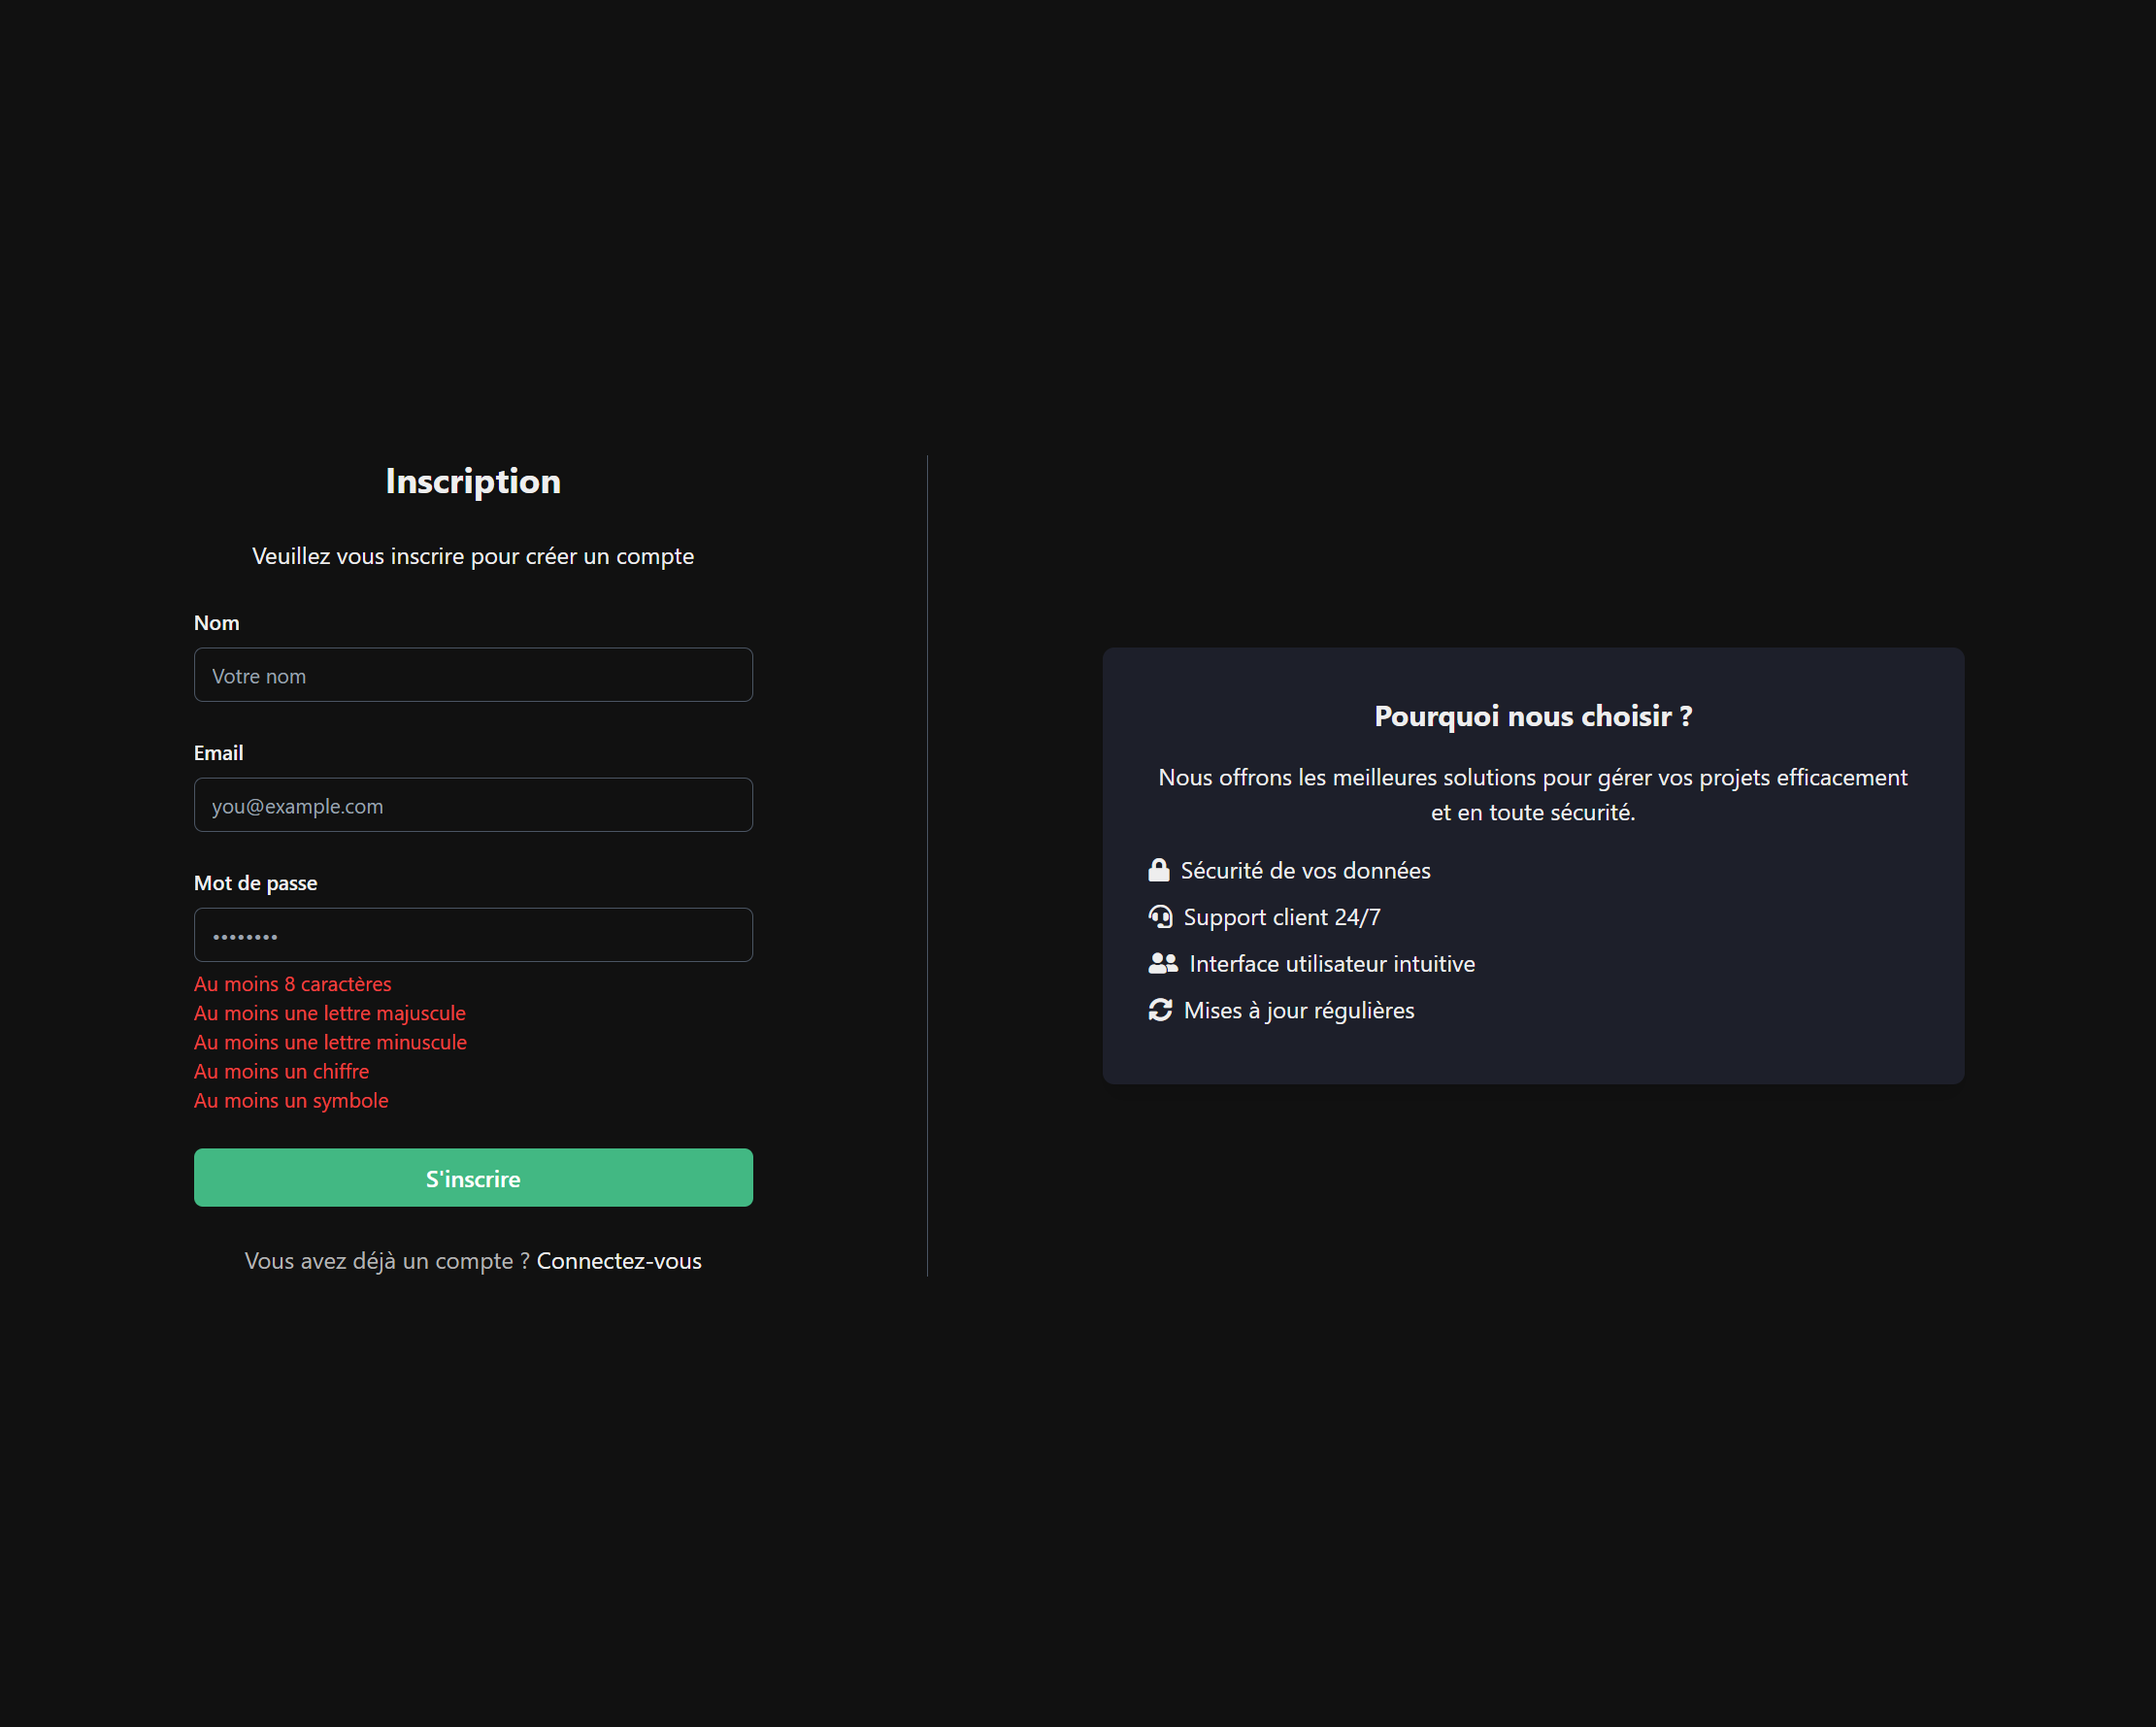 Inscription
Veuillez vous inscrire pour créer un compte
Nom
Votre nom
Email
you@example.com
Mot de passe
••••••••
Au moins 8 caractères
Au moins une lettre majuscule
Au moins une lettre minuscule
Au moins un chiffre
Au moins un symbole
S'inscrire
Vous avez déjà un compte ? Connectez-vous
Pourquoi nous choisir ?
Nous offrons les meilleures solutions pour gérer vos projets efficacement
et en toute sécurité.
Sécurité de vos données
Support client 24/7
Interface utilisateur intuitive
Mises à jour régulières